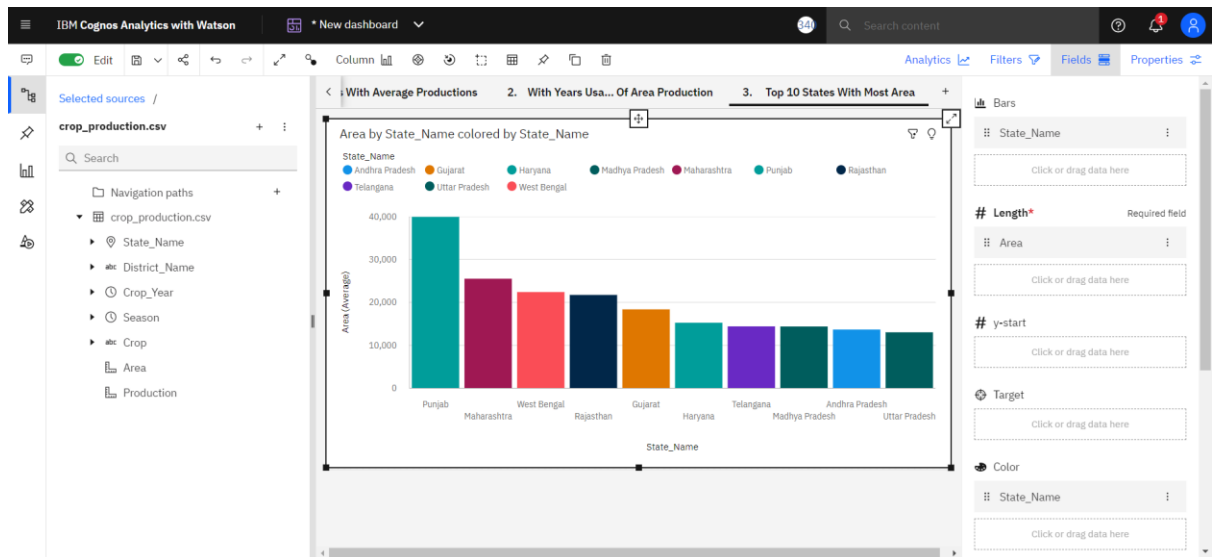 IBM Cognos Analytics with Watson
* New dashboard
Search content
Edit
Column
Analytics
Filters
Fields
Properties
Selected sources /
crop_production.csv
Search
Navigation paths
crop_production.csv
State_Name
abc District_Name
Crop_Year
Season
abc Crop
Area
Production
With Average Productions
2. With Years Usa... Of Area Production
3. Top 10 States With Most Area
Area by State_Name colored by State_Name
State_Name
Andhra Pradesh Gujarat Haryana Madhya Pradesh Maharashtra Punjab Rajasthan
Telangana Uttar Pradesh West Bengal
Area (Average)
40,000
30,000
20,000
10,000
0
Punjab West Bengal Gujarat Telangana Andhra Pradesh
Maharashtra Rajasthan Haryana Madhya Pradesh Uttar Pradesh
State_Name
Bars
State_Name
Click or drag data here
# Length* Required field
Area
Click or drag data here
# y-start
Click or drag data here
Target
Click or drag data here
Color
State_Name
Click or drag data here